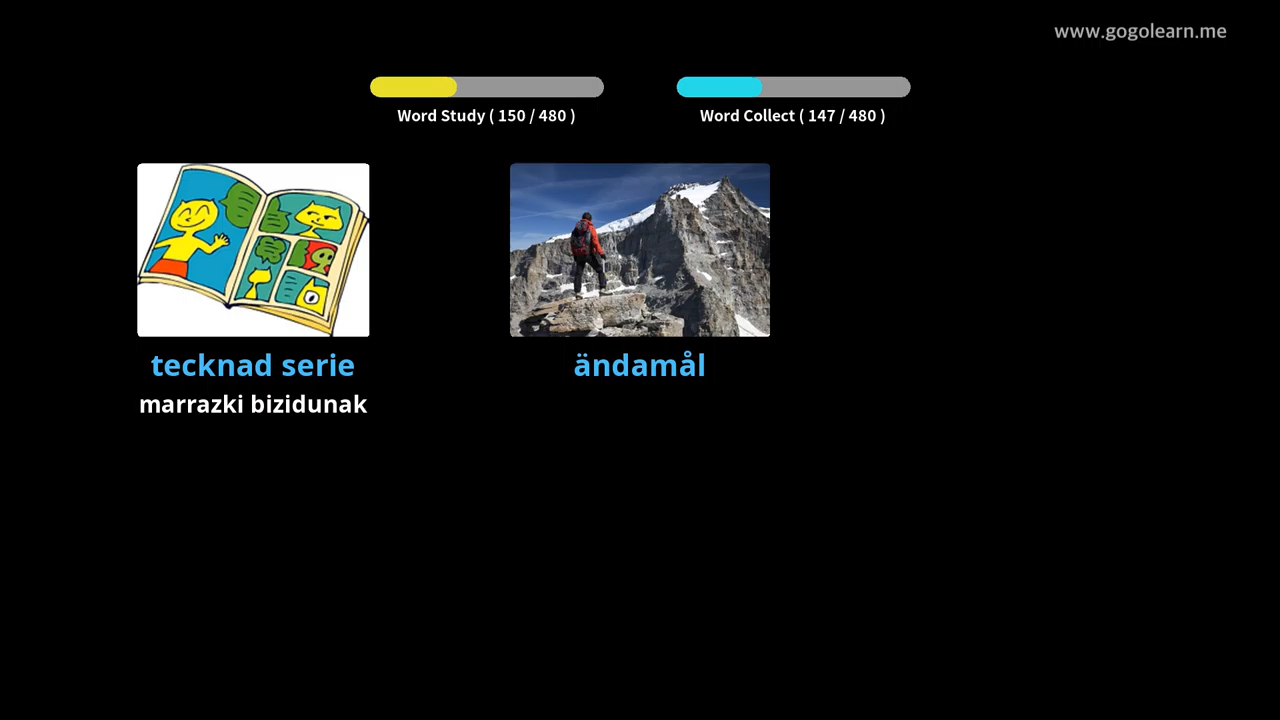 www.gogolearn.me
Word Study ( 150 / 480 )
Word Collect ( 147 / 480 )
tecknad serie
ändamål
marrazki bizidunak